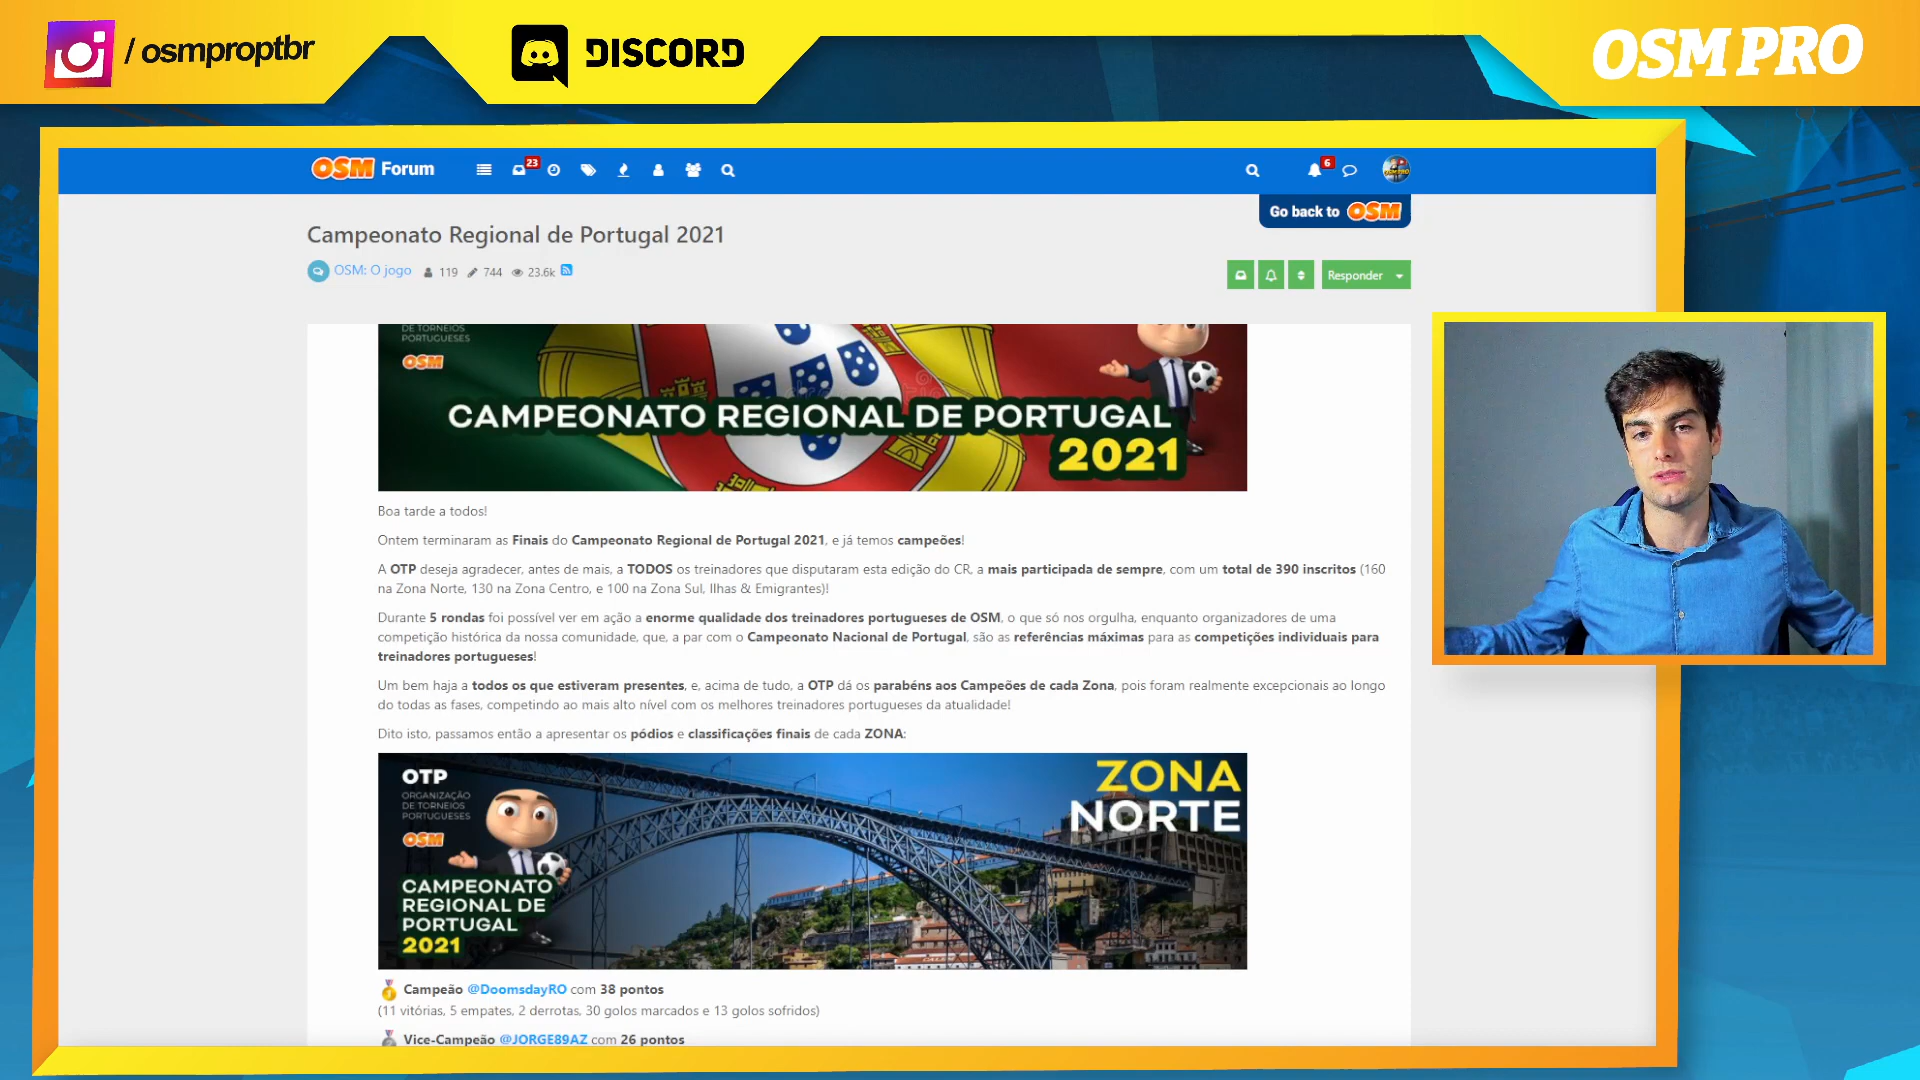 / osmproptbr
DISCORD
OSM PRO
OSM Forum
23
6
Go back to OSM
Campeonato Regional de Portugal 2021
OSM: O jogo 119 744 23.6k
Responder
DE TORNEIOS
PORTUGUESES
OSM
CAMPEONATO REGIONAL DE PORTUGAL
2021
Boa tarde a todos!
Ontem terminaram as Finais do Campeonato Regional de Portugal 2021, e já temos campeões!
A OTP deseja agradecer, antes de mais, a TODOS os treinadores que disputaram esta edição do CR, a mais participada de sempre, com um total de 390 inscritos (160
na Zona Norte, 130 na Zona Centro, e 100 na Zona Sul, Ilhas & Emigrantes)!
Durante 5 rondas foi possível ver em ação a enorme qualidade dos treinadores portugueses de OSM, o que só nos orgulha, enquanto organizadores de uma
competição histórica da nossa comunidade, que, a par com o Campeonato Nacional de Portugal, são as referências máximas para as competições individuais para
treinadores portugueses!
Um bem haja a todos os que estiveram presentes, e, acima de tudo, a OTP dá os parabéns aos Campeões de cada Zona, pois foram realmente excepcionais ao longo
do todas as fases, competindo ao mais alto nível com os melhores treinadores portugueses da atualidade!
Dito isto, passamos então a apresentar os pódios e classificações finais de cada ZONA:
OTP
ORGANIZAÇÃO
DE TORNEIOS
PORTUGUESES
OSM
CAMPEONATO
REGIONAL DE
PORTUGAL
2021
ZONA
NORTE
Campeão @DoomsdayRO com 38 pontos
(11 vitórias, 5 empates, 2 derrotas, 30 golos marcados e 13 golos sofridos)
Vice-Campeão @JORGE89AZ com 26 pontos